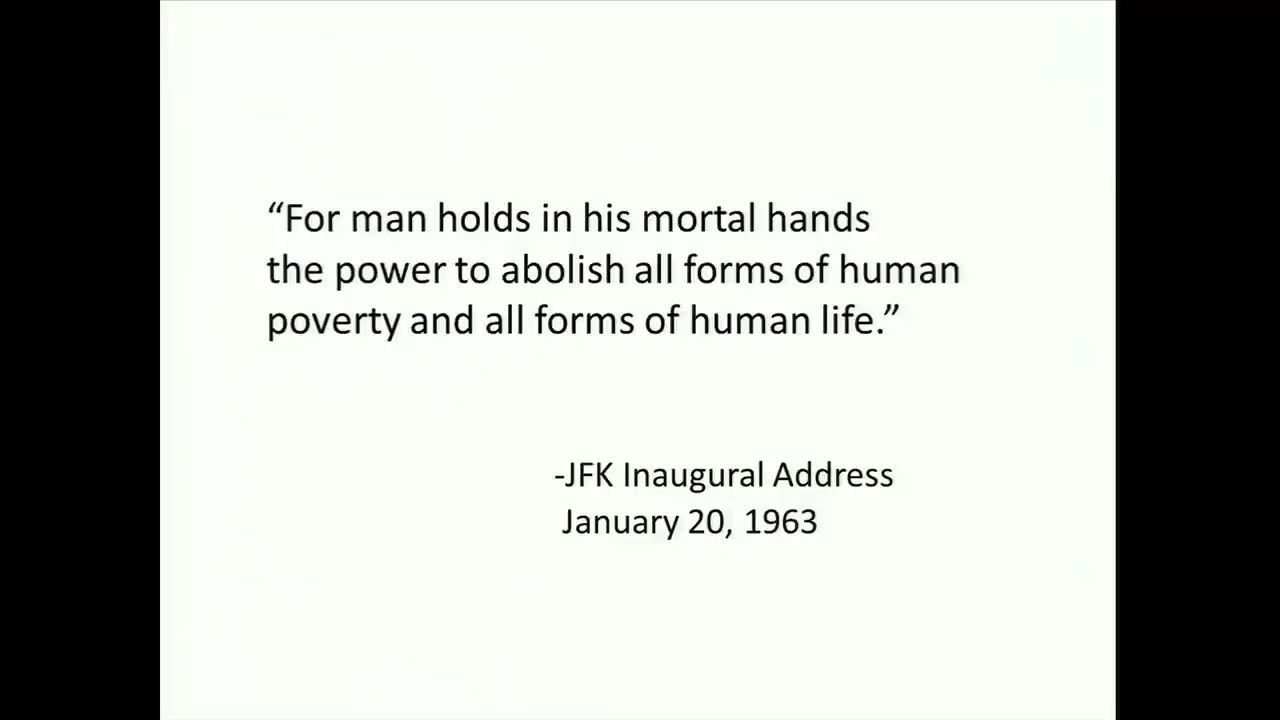 “For man holds in his mortal hands
the power to abolish all forms of human
poverty and all forms of human life.”
-JFK Inaugural Address
January 20, 1963